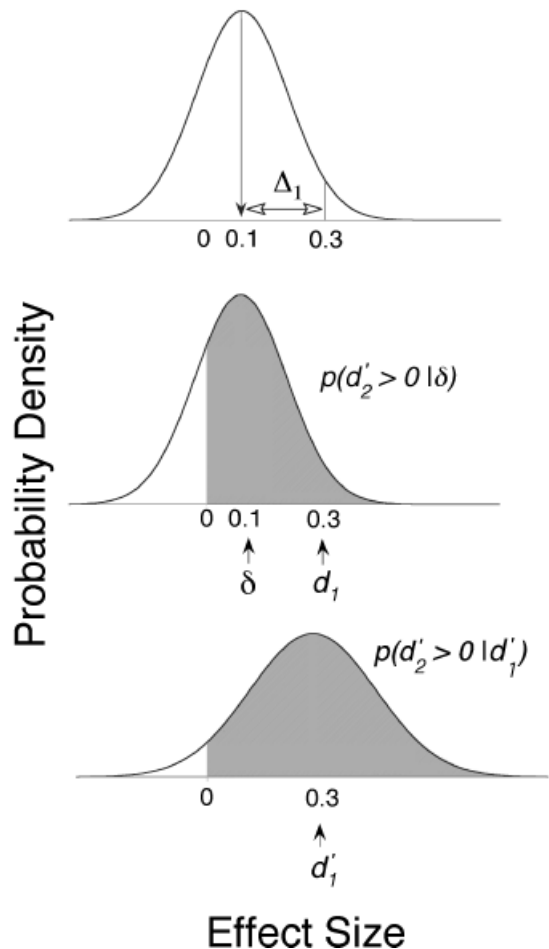 Δ₁
0 0.1 0.3
Probability Density
p(d′₂ > 0 |δ)
0 0.1 0.3
δ d₁
p(d′₂ > 0 |d′₁)
0 0.3
d′₁
Effect Size